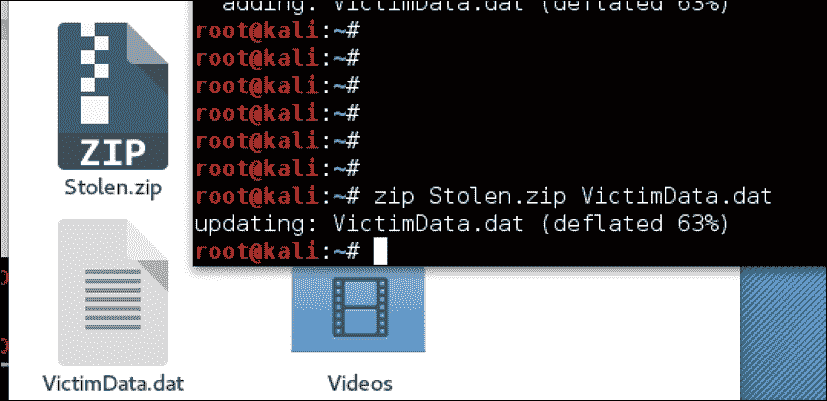 adding: VictimData.dat (deflated 63%)
root@kali:~#
root@kali:~#
root@kali:~#
root@kali:~#
root@kali:~#
root@kali:~#
root@kali:~# zip Stolen.zip VictimData.dat
updating: VictimData.dat (deflated 63%)
root@kali:~#
ZIP
Stolen.zip
VictimData.dat
Videos